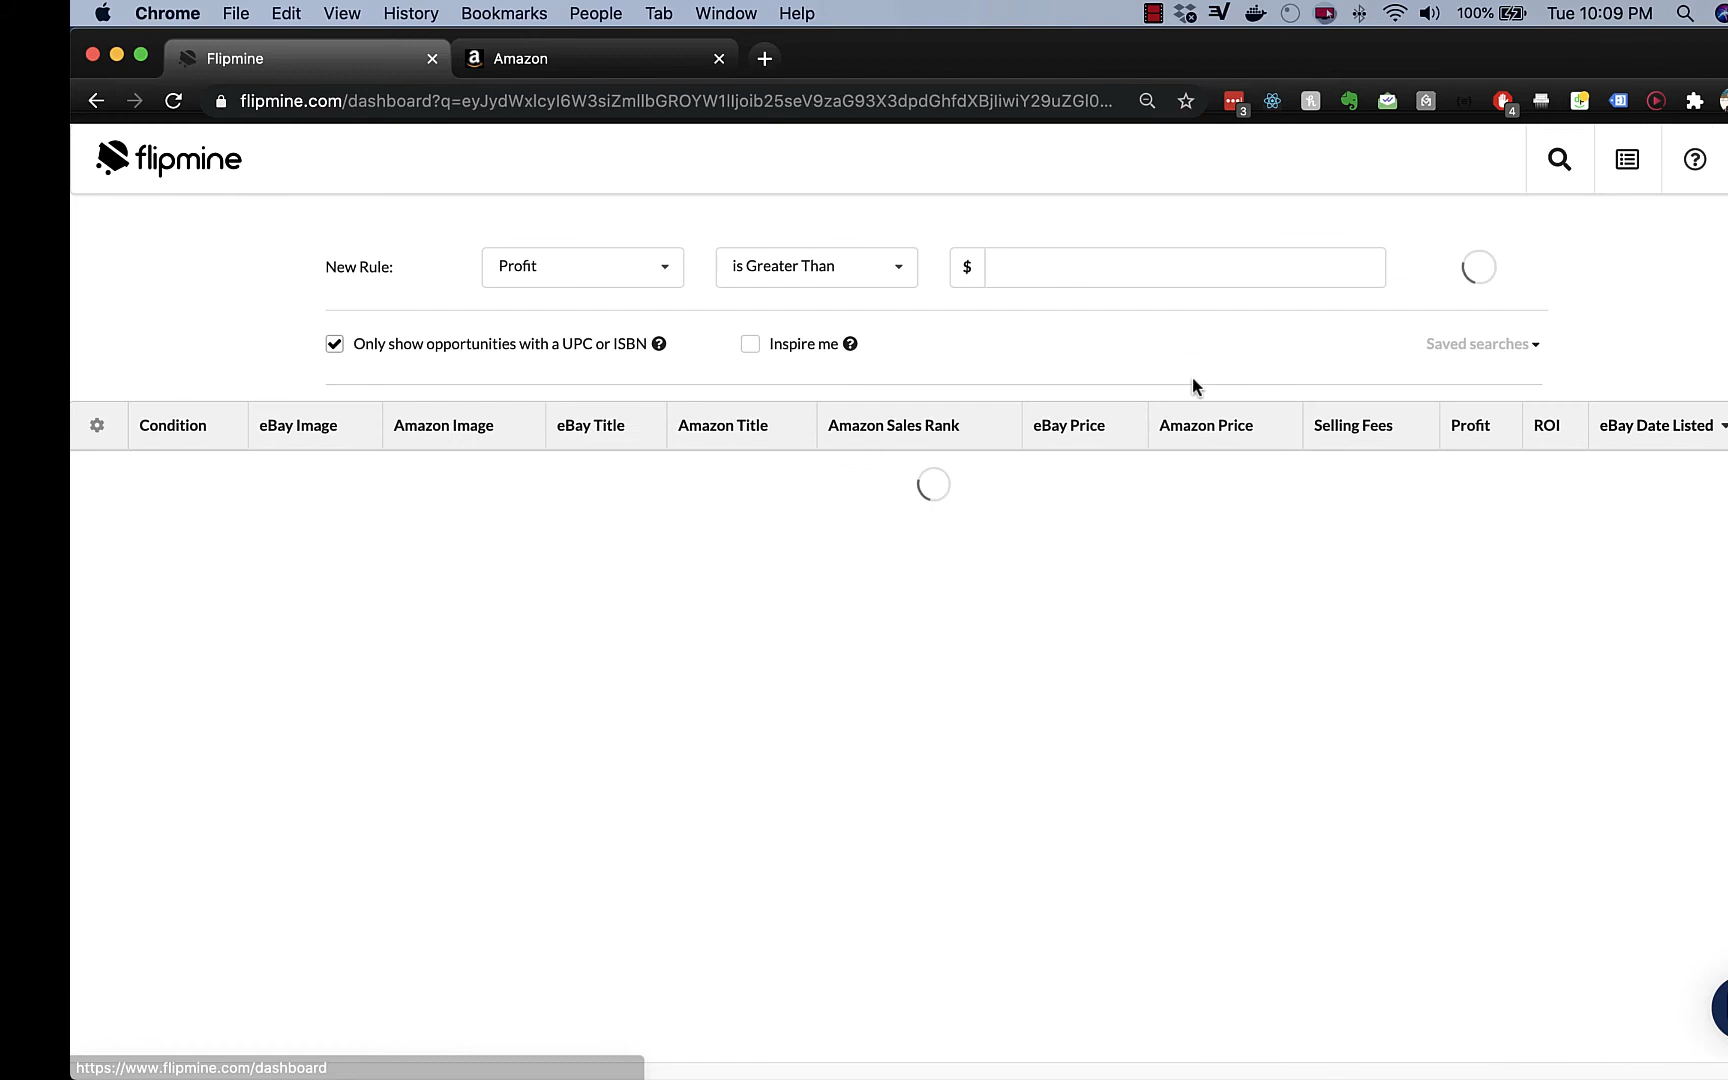 Chrome File Edit View History Bookmarks People Tab Window Help 100% Tue 10:09 PM
Flipmine Amazon
flipmine.com/dashboard?q=eyJydWxlcyI6W3siZmllbGROYW1lIjoib25seV9zaG93X3dpdGhfdXBjIiwiY29uZGl0... 3 4
flipmine
New Rule: Profit is Greater Than $
Only show opportunities with a UPC or ISBN Inspire me Saved searches
Condition eBay Image Amazon Image eBay Title Amazon Title Amazon Sales Rank eBay Price Amazon Price Selling Fees Profit ROI eBay Date Listed
https://www.flipmine.com/dashboard